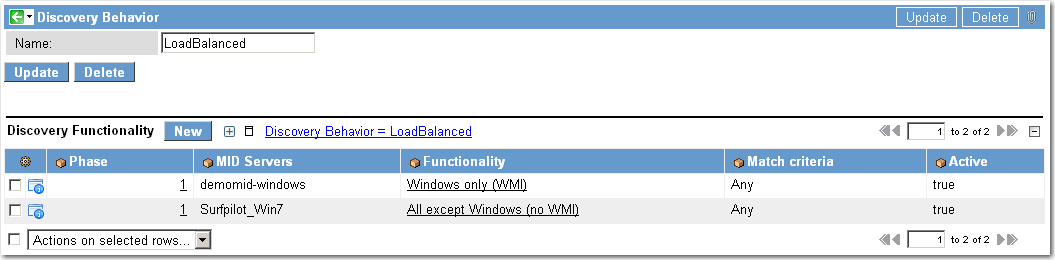 Discovery Behavior Update Delete
Name: LoadBalanced
Update Delete
Discovery Functionality New Discovery Behavior = LoadBalanced 1 to 2 of 2
Phase MID Servers Functionality Match criteria Active
1 demomid-windows Windows only (WMI) Any true
1 Surfpilot_Win7 All except Windows (no WMI) Any true
Actions on selected rows... 1 to 2 of 2